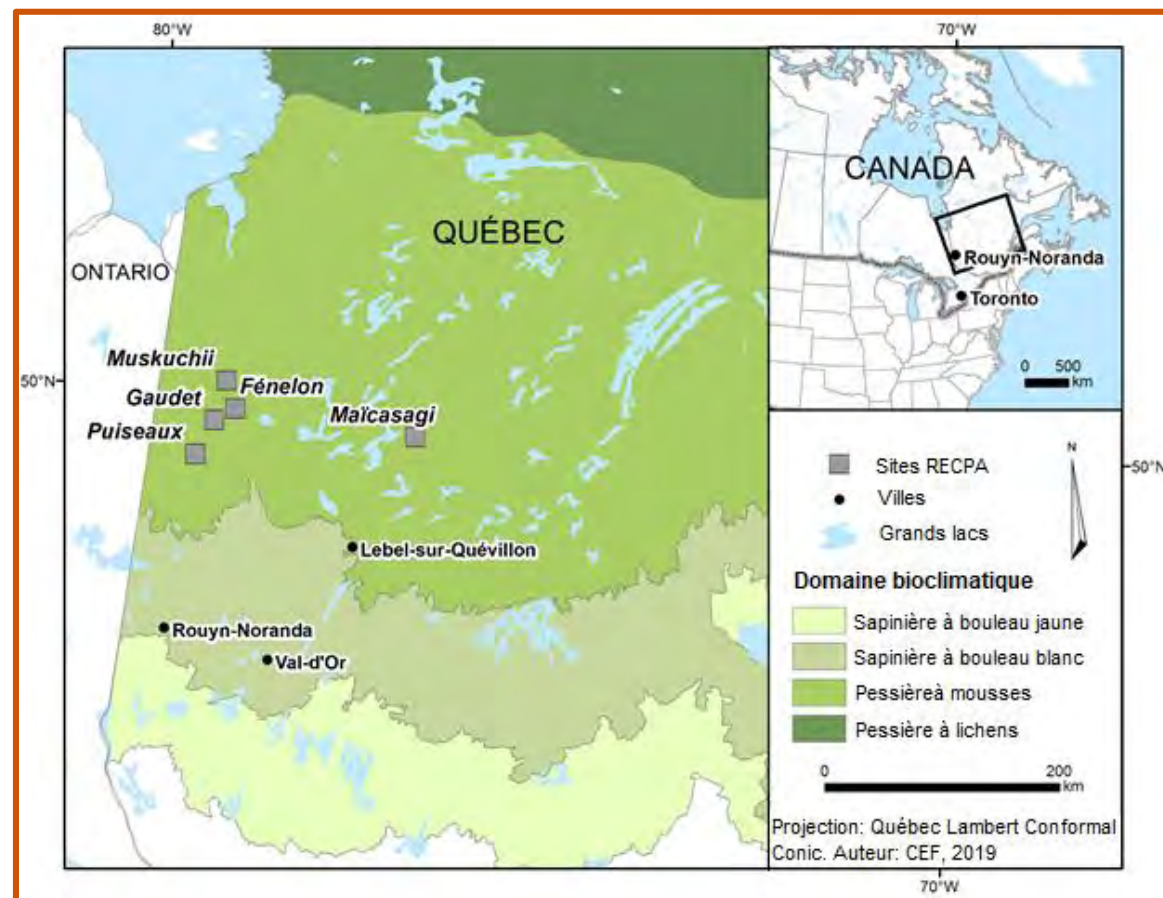 80°W
70°W
CANADA
QUÉBEC
ONTARIO
Rouyn-Noranda
Toronto
0 500
km
Muskuchii
50°N
Fénelon
Gaudet
Maïcasagi
Puiseaux
Sites RECPA
50°N
N
Villes
Grands lacs
Lebel-sur-Quévillon
Domaine bioclimatique
Sapinière à bouleau jaune
Rouyn-Noranda
Sapinière à bouleau blanc
Val-d'Or
Pessièreà mousses
Pessière à lichens
0 200
km
Projection: Québec Lambert Conformal
Conic. Auteur: CEF, 2019
70°W